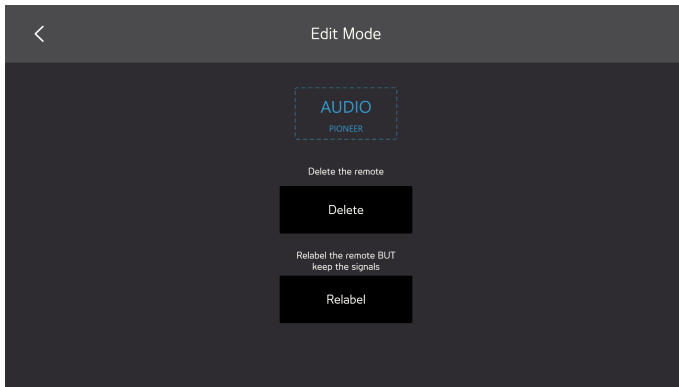 Edit Mode
AUDIO
PIONEER
Delete the remote
Delete
Relabel the remote BUT
keep the signals
Relabel